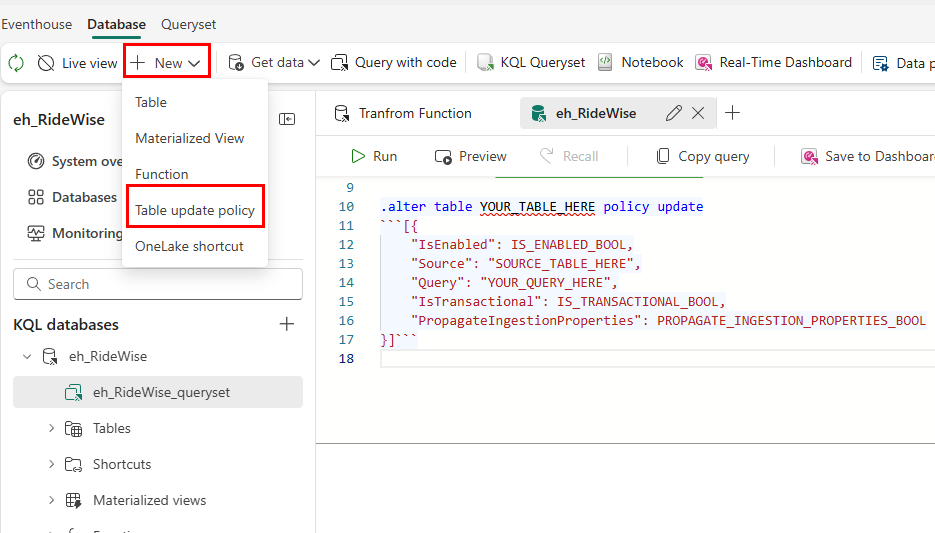 Eventhouse Database Queryset
Live view New Get data Query with code KQL Queryset Notebook Real-Time Dashboard Data p
eh_RideWise
System ove
Databases
Monitoring
Search
KQL databases
eh_RideWise
eh_RideWise_queryset
Tables
Shortcuts
Materialized views
Table
Materialized View
Function
Table update policy
OneLake shortcut
Tranfrom Function eh_RideWise
Run Preview Recall Copy query Save to Dashboar
9
10 .alter table YOUR_TABLE_HERE policy update
11 ```[{
12 "IsEnabled": IS_ENABLED_BOOL,
13 "Source": "SOURCE_TABLE_HERE",
14 "Query": "YOUR_QUERY_HERE",
15 "IsTransactional": IS_TRANSACTIONAL_BOOL,
16 "PropagateIngestionProperties": PROPAGATE_INGESTION_PROPERTIES_BOOL
17 }]```
18